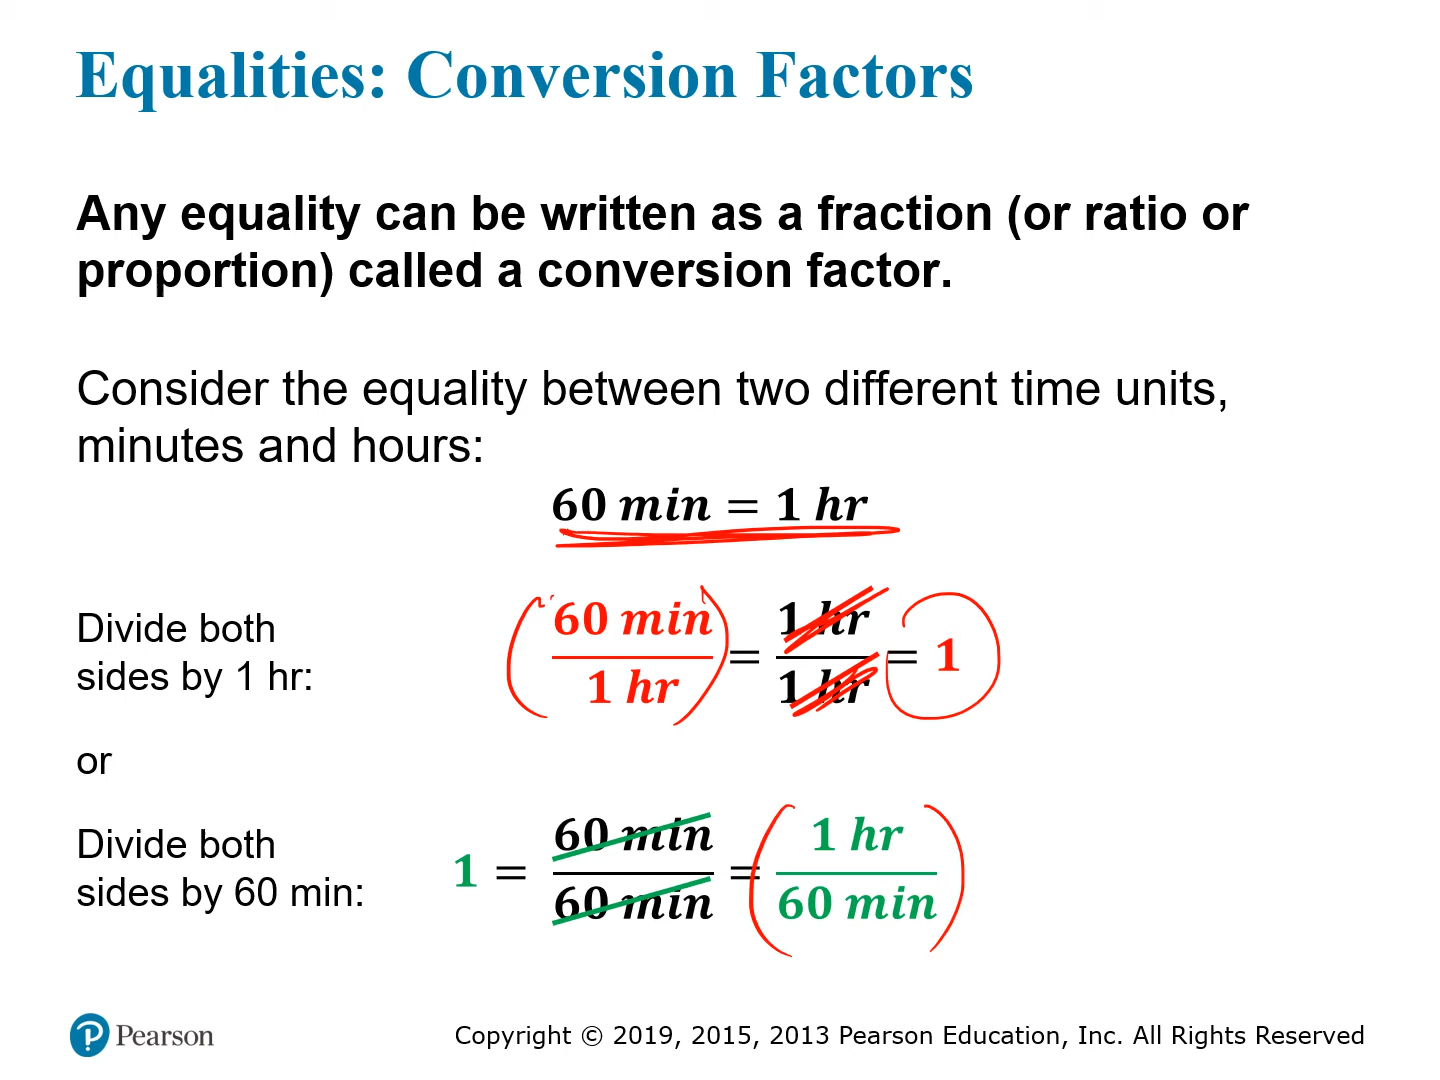 Equalities: Conversion Factors
Any equality can be written as a fraction (or ratio or
proportion) called a conversion factor.
Consider the equality between two different time units,
minutes and hours:
60 min = 1 hr
Divide both
sides by 1 hr:
60 min / 1 hr = 1 hr / 1 hr = 1
or
Divide both
sides by 60 min:
1 = 60 min / 60 min = 1 hr / 60 min
Pearson
Copyright © 2019, 2015, 2013 Pearson Education, Inc. All Rights Reserved